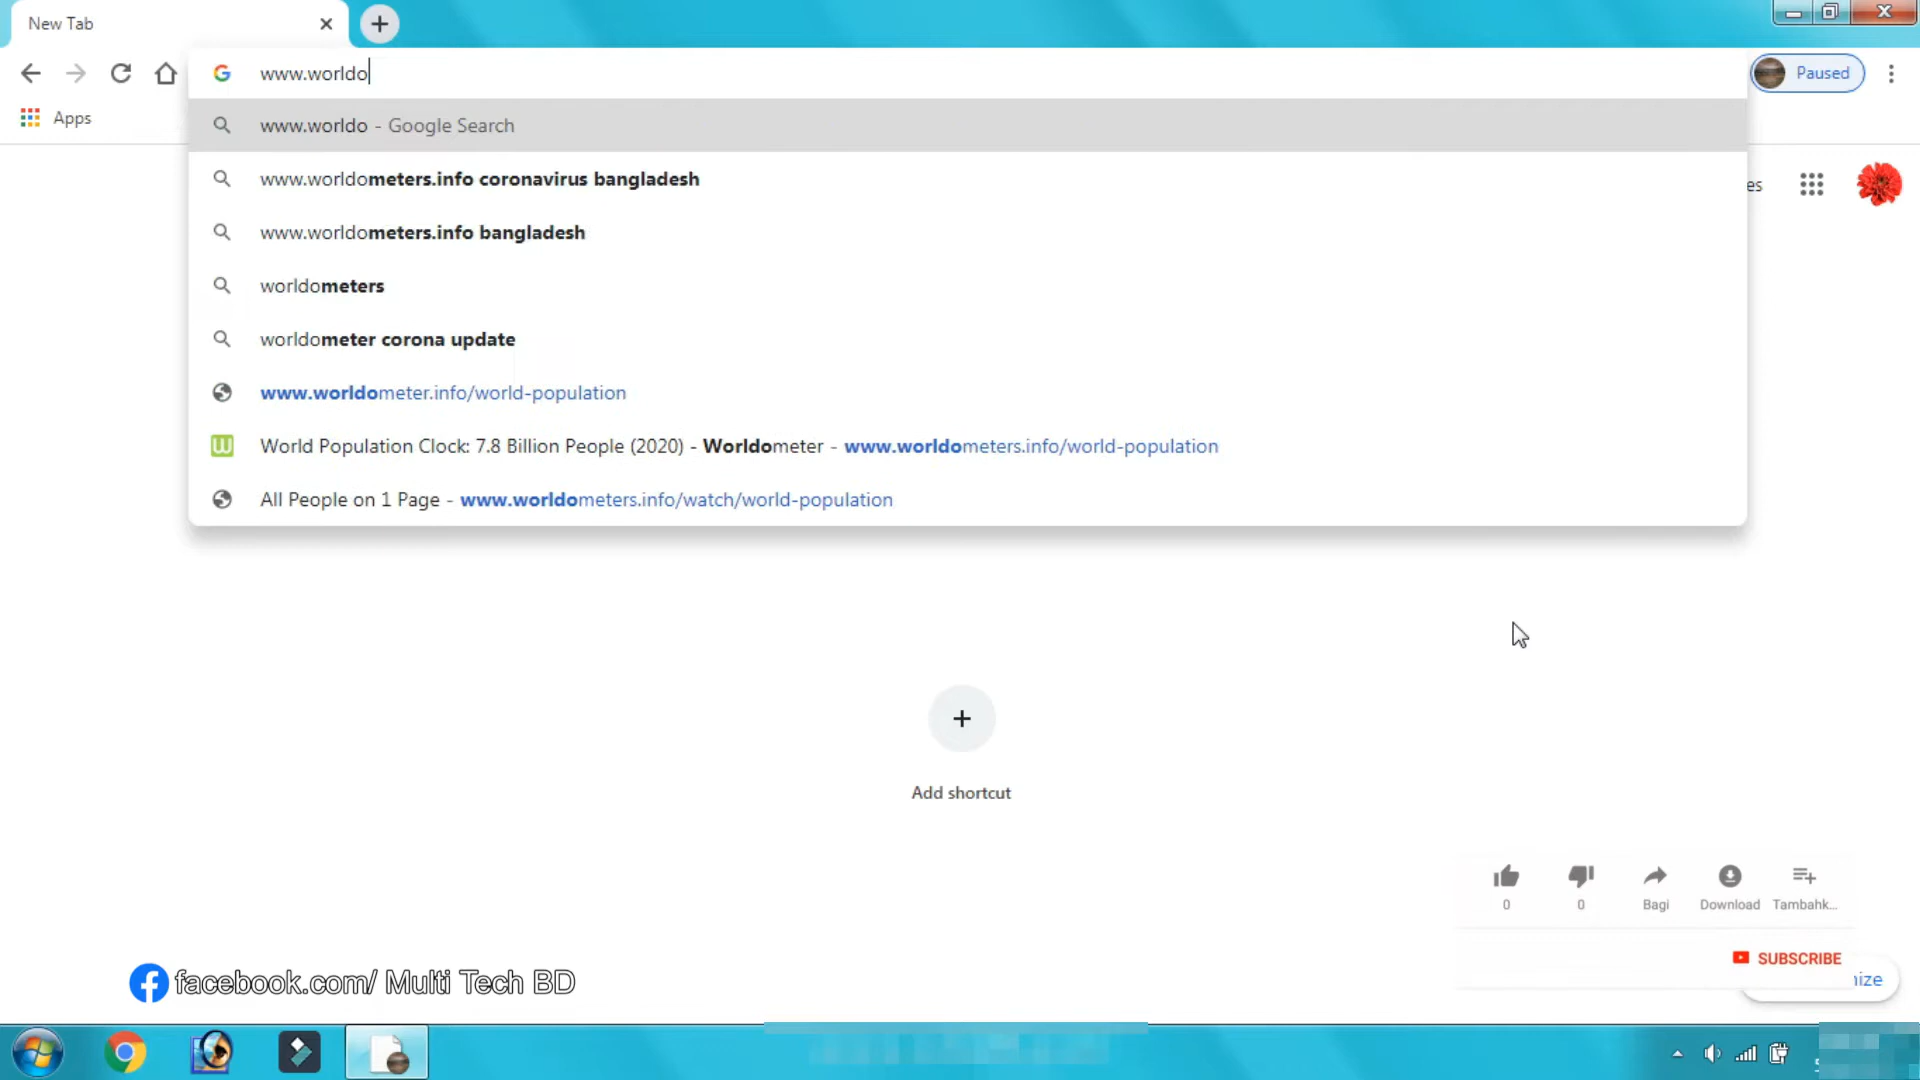 New Tab
www.worldo
Paused
Apps
www.worldo - Google Search
www.worldometers.info coronavirus bangladesh
www.worldometers.info bangladesh
worldometers
worldometer corona update
www.worldometer.info/world-population
World Population Clock: 7.8 Billion People (2020) - Worldometer - www.worldometers.info/world-population
All People on 1 Page - www.worldometers.info/watch/world-population
es
Add shortcut
0
0
Bagi
Download
Tambahk...
SUBSCRIBE
nize
facebook.com/ Multi Tech BD